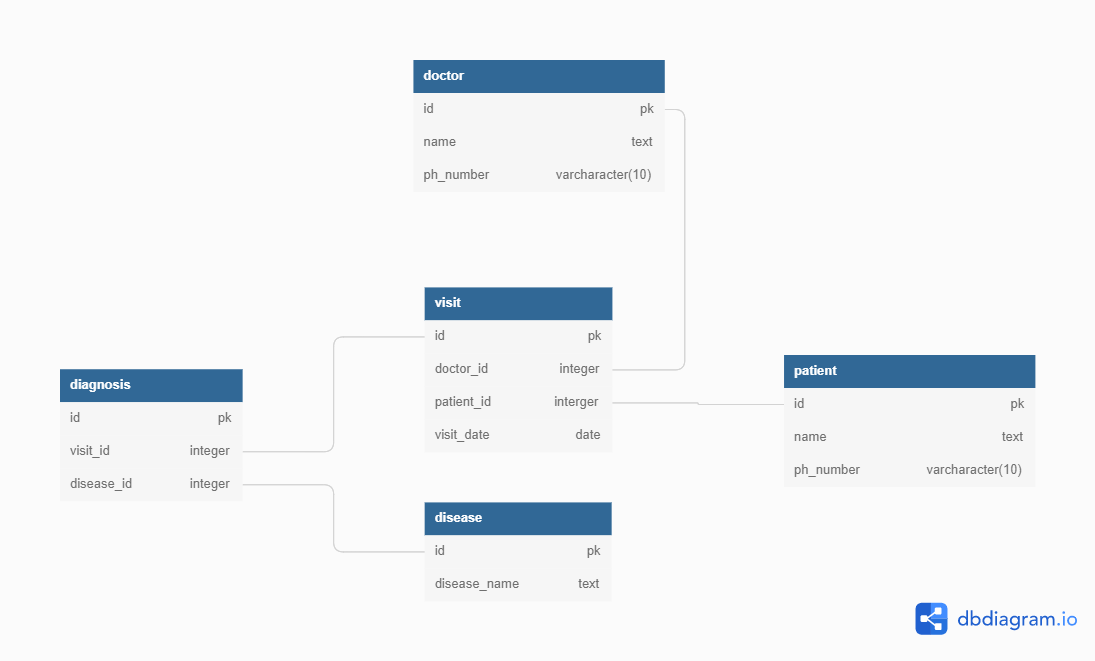 doctor
id pk
name text
ph_number varcharacter(10)
visit
id pk
doctor_id integer
patient_id interger
visit_date date
diagnosis
id pk
visit_id integer
disease_id integer
patient
id pk
name text
ph_number varcharacter(10)
disease
id pk
disease_name text
dbdiagram.io